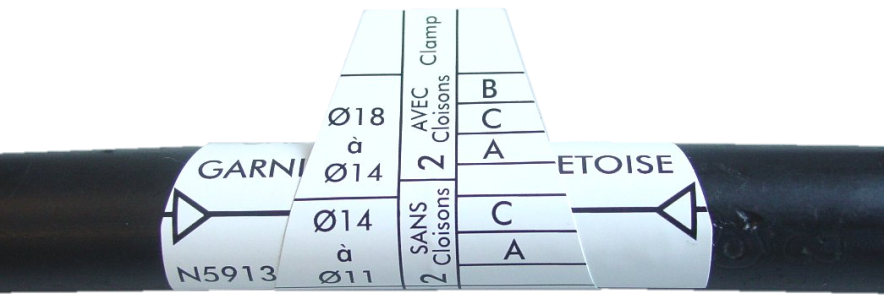 GARNI
ETOISE
N5913
Ø18
à
Ø14
Ø14
à
Ø11
Clamp
AVEC
2 Cloisons
SANS
2 Cloisons
B
C
A
C
A